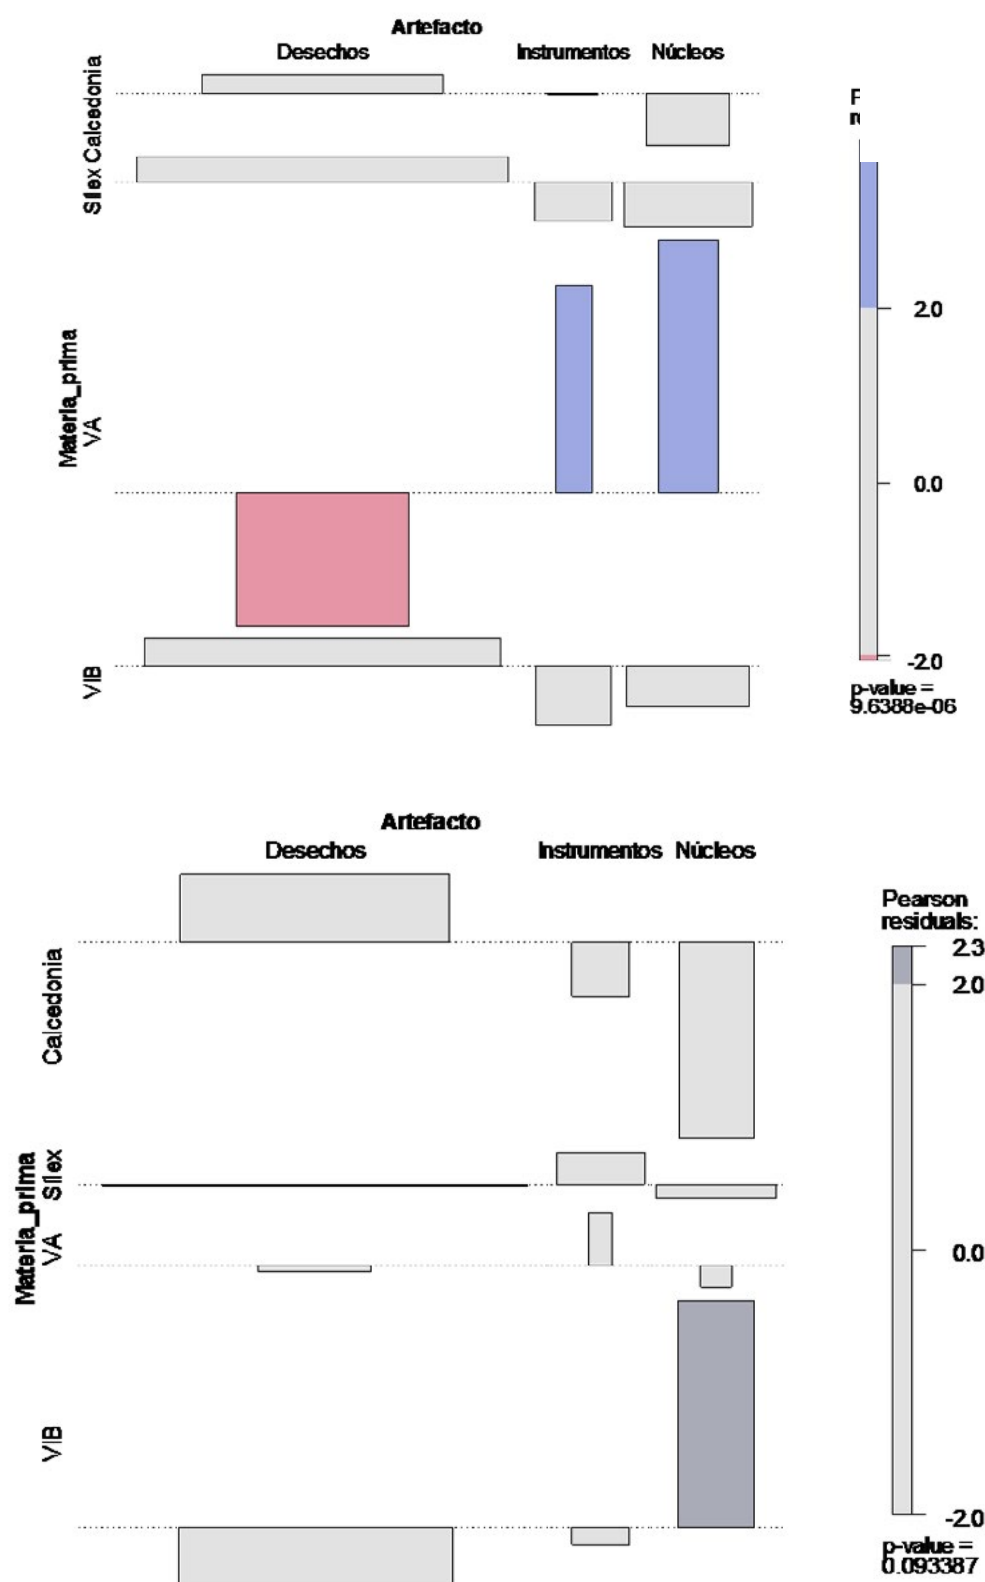 Artefacto
Desechos Instrumentos Núcleos
Calcedonia
Sílex
Materia_prima
VA
VIB
2.0
0.0
-2.0
p-value =
9.6388e-06
Artefacto
Desechos Instrumentos Núcleos
Calcedonia
Sílex
Materia_prima
VA
VIB
Pearson
residuals:
2.3
2.0
0.0
-2.0
p-value =
0.093387